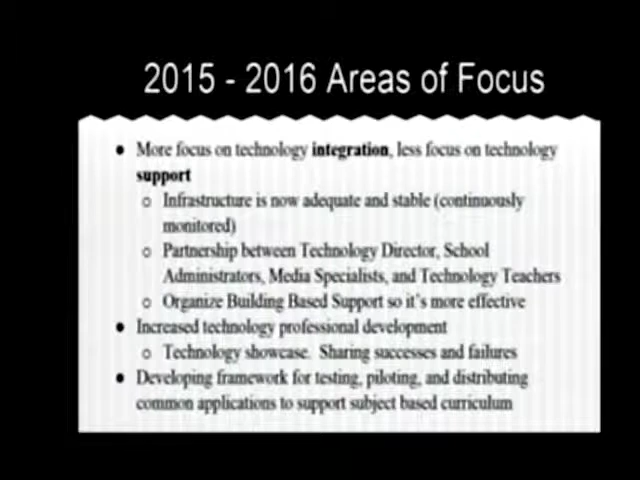 2015 - 2016 Areas of Focus
● More focus on technology integration, less focus on technology
support
○ Infrastructure is now adequate and stable (continuously
monitored)
○ Partnership between Technology Director, School
Administrators, Media Specialists, and Technology Teachers
○ Organize Building Based Support so it's more effective
● Increased technology professional development
○ Technology showcase. Sharing successes and failures
● Developing framework for testing, piloting, and distributing
common applications to support subject based curriculum